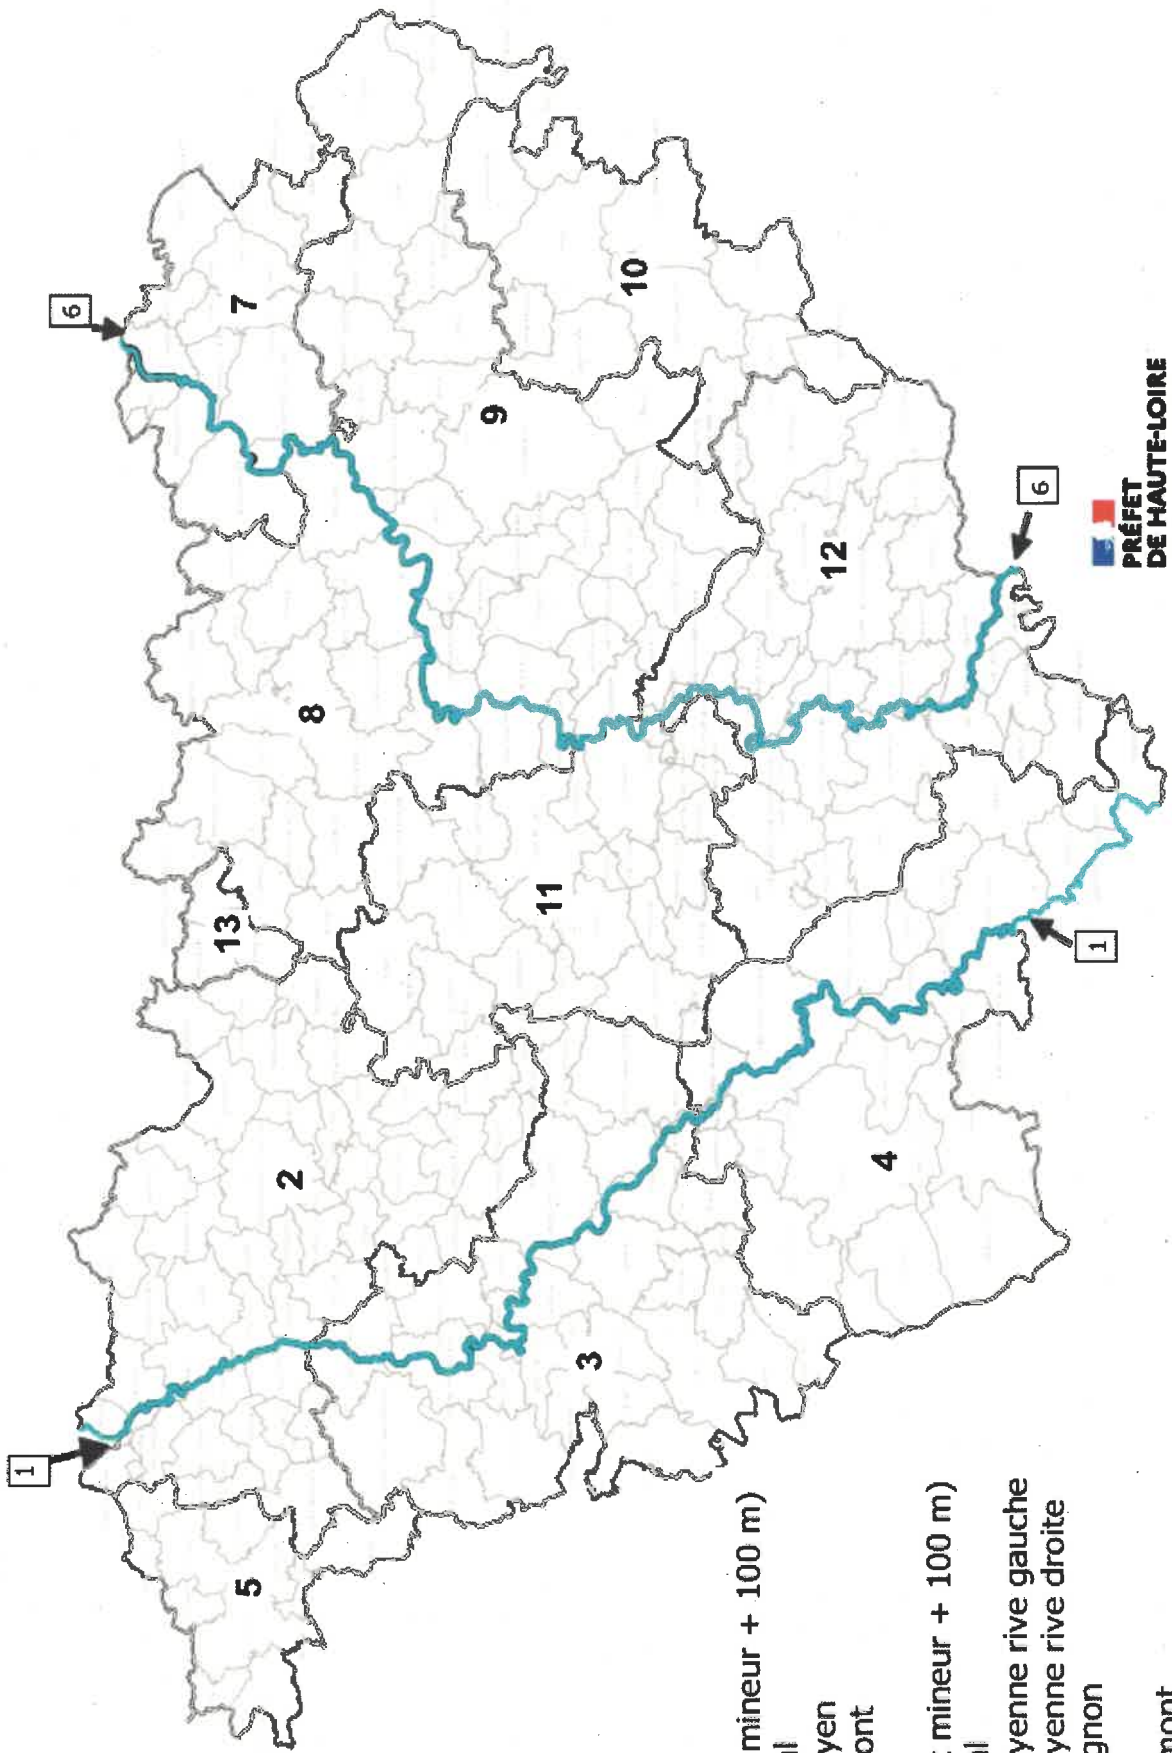 1
6
13
7
5
2
8
9
11
3
10
12
4
6
1
mineur + 100 m)
yen
ont
mineur + 100 m)
yenne rive gauche
yenne rive droite
gnon
mont
PRÉFET
DE HAUTE-LOIRE